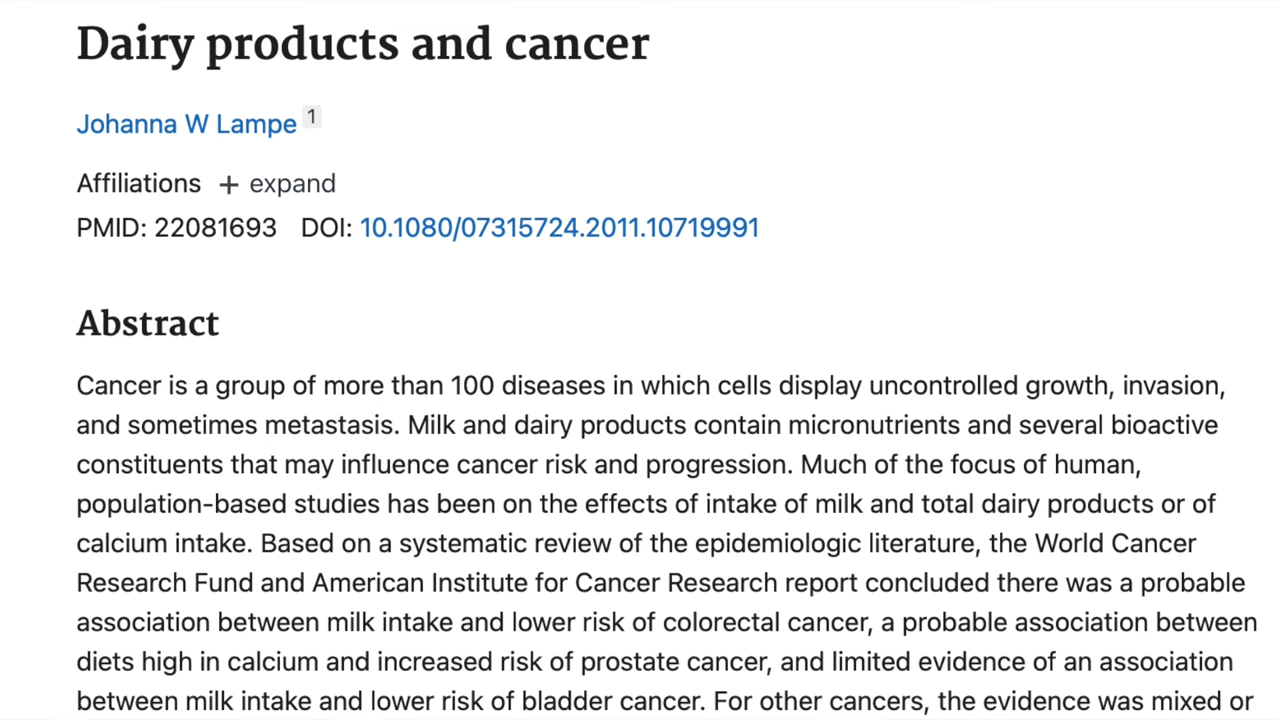 Dairy products and cancer
Johanna W Lampe 1
Affiliations + expand
PMID: 22081693 DOI: 10.1080/07315724.2011.10719991
Abstract
Cancer is a group of more than 100 diseases in which cells display uncontrolled growth, invasion,
and sometimes metastasis. Milk and dairy products contain micronutrients and several bioactive
constituents that may influence cancer risk and progression. Much of the focus of human,
population-based studies has been on the effects of intake of milk and total dairy products or of
calcium intake. Based on a systematic review of the epidemiologic literature, the World Cancer
Research Fund and American Institute for Cancer Research report concluded there was a probable
association between milk intake and lower risk of colorectal cancer, a probable association between
diets high in calcium and increased risk of prostate cancer, and limited evidence of an association
between milk intake and lower risk of bladder cancer. For other cancers, the evidence was mixed or